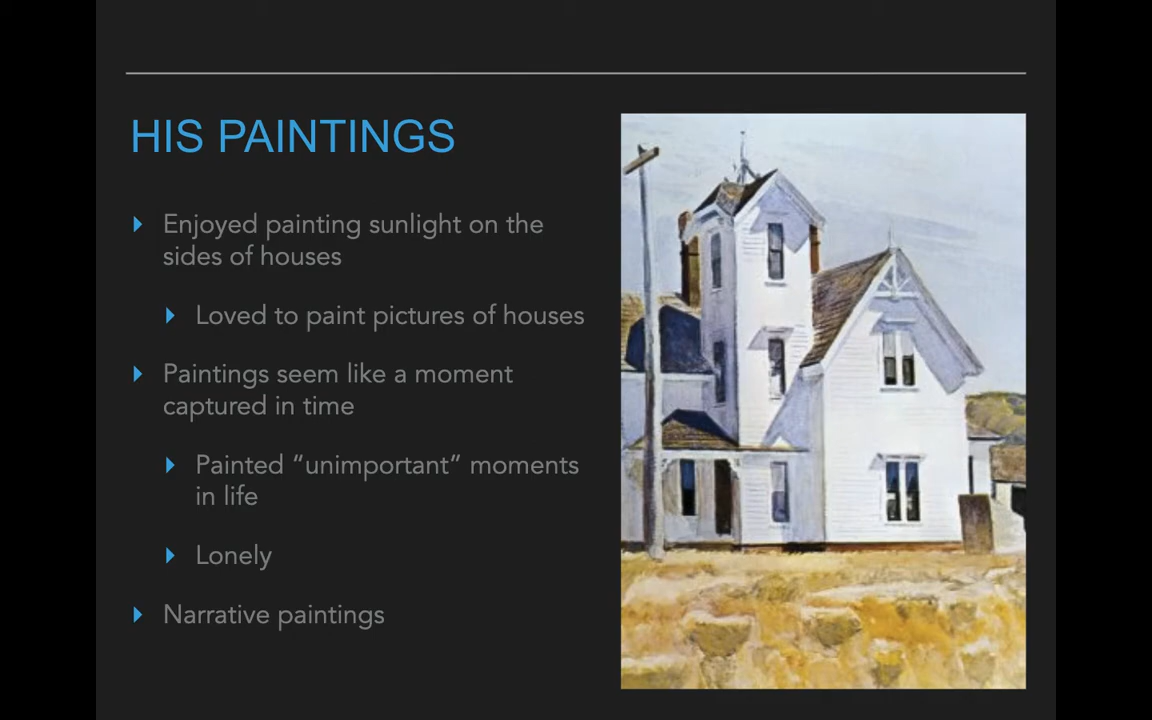 HIS PAINTINGS
Enjoyed painting sunlight on the
sides of houses
Loved to paint pictures of houses
Paintings seem like a moment
captured in time
Painted “unimportant” moments
in life
Lonely
Narrative paintings